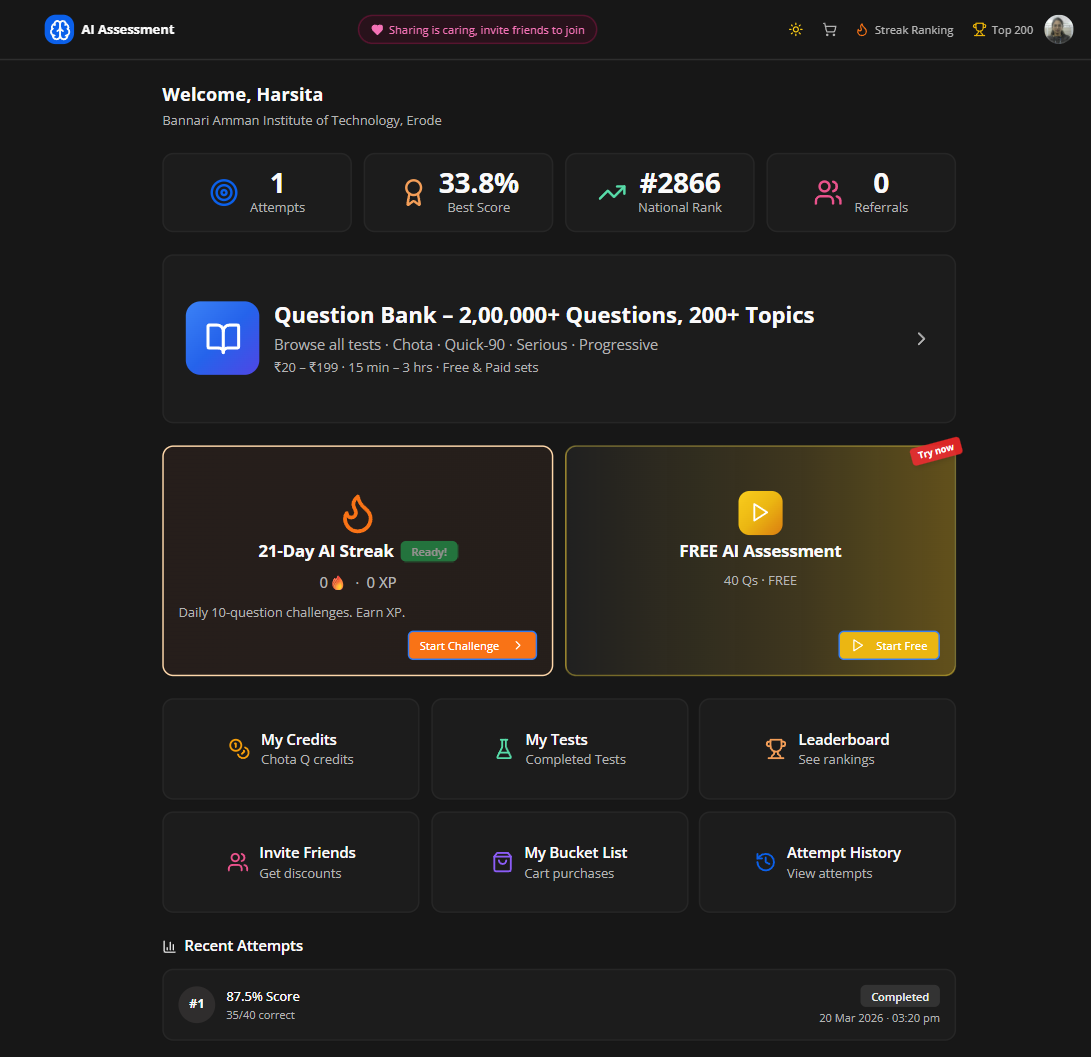 AI Assessment
Sharing is caring, invite friends to join
Streak Ranking
Top 200
Welcome, Harsita
Bannari Amman Institute of Technology, Erode
1
Attempts
33.8%
Best Score
#2866
National Rank
0
Referrals
Question Bank – 2,00,000+ Questions, 200+ Topics
Browse all tests · Chota · Quick-90 · Serious · Progressive
₹20 – ₹199 · 15 min – 3 hrs · Free & Paid sets
21-Day AI Streak Ready!
0 🔥 · 0 XP
Daily 10-question challenges. Earn XP.
Start Challenge
Try now
FREE AI Assessment
40 Qs · FREE
Start Free
My Credits
Chota Q credits
My Tests
Completed Tests
Leaderboard
See rankings
Invite Friends
Get discounts
My Bucket List
Cart purchases
Attempt History
View attempts
Recent Attempts
#1
87.5% Score
35/40 correct
Completed
20 Mar 2026 · 03:20 pm